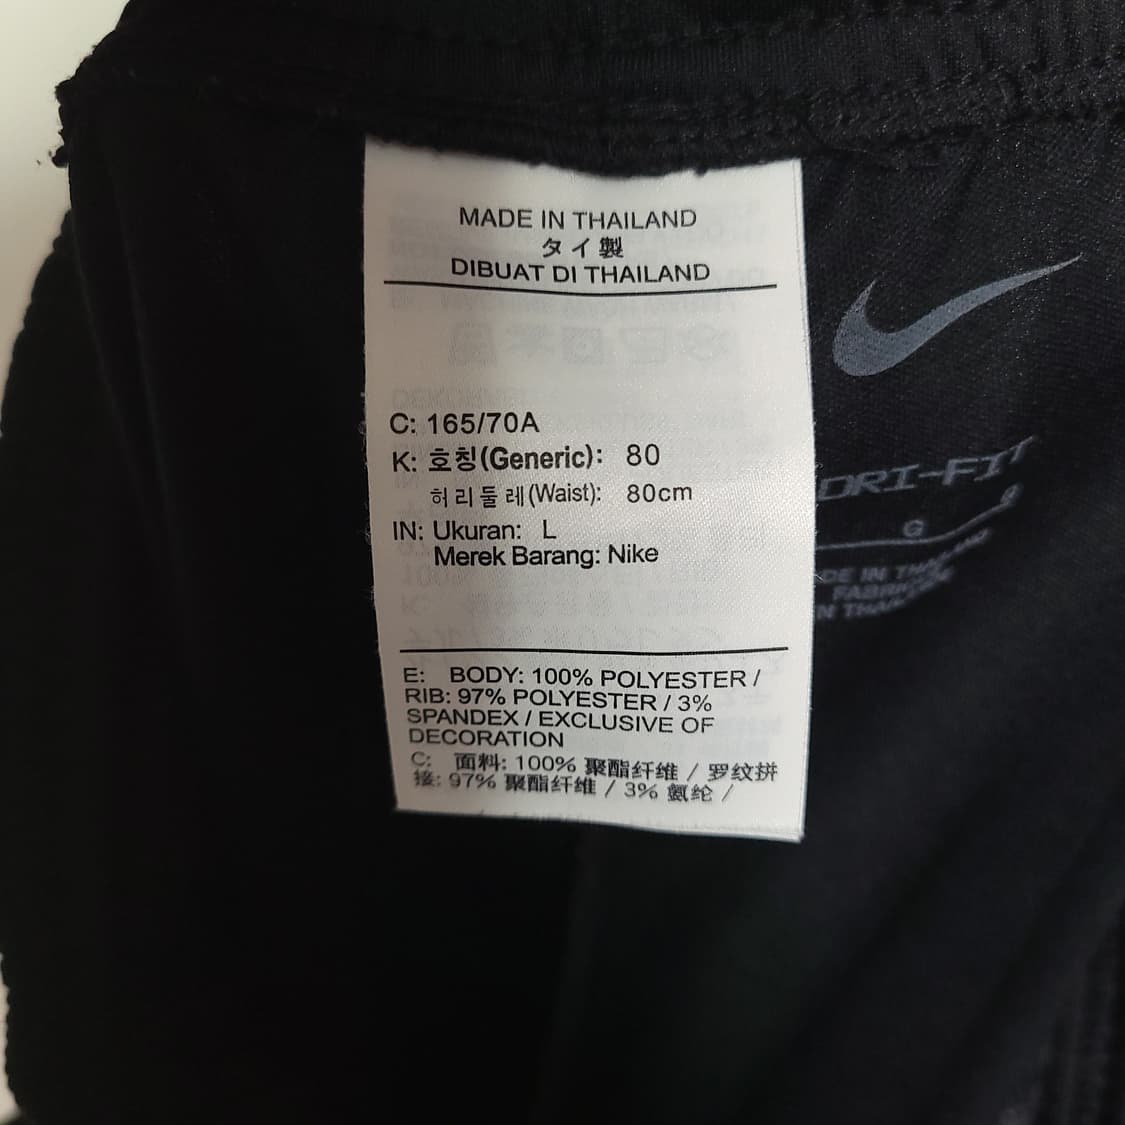 MADE IN THAILAND
タイ製
DIBUAT DI THAILAND
C: 165/70A
K: 호칭(Generic): 80
허리둘레(Waist): 80cm
IN: Ukuran: L
Merek Barang: Nike
E: BODY: 100% POLYESTER /
RIB: 97% POLYESTER / 3%
SPANDEX / EXCLUSIVE OF
DECORATION
C: 面料: 100% 聚酯纤维 / 罗纹拼
接: 97% 聚酯纤维 / 3% 氨纶 /
DRI-FIT
G
IN